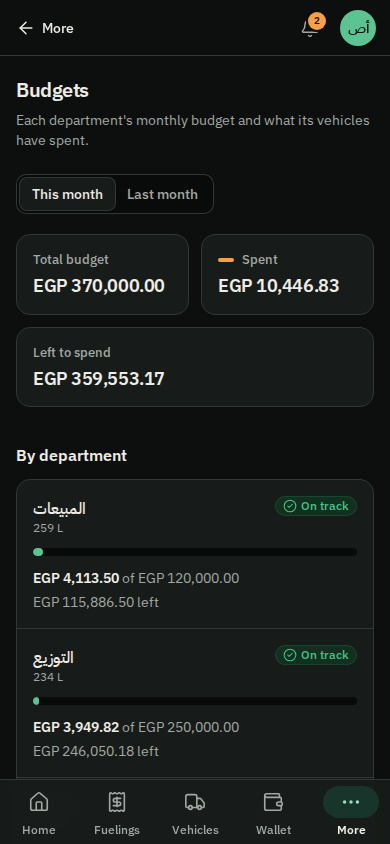 More
2
أص
Budgets
Each department's monthly budget and what its vehicles
have spent.
This month
Last month
Total budget
EGP 370,000.00
Spent
EGP 10,446.83
Left to spend
EGP 359,553.17
By department
المبيعات
On track
259 L
EGP 4,113.50 of EGP 120,000.00
EGP 115,886.50 left
التوزيع
On track
234 L
EGP 3,949.82 of EGP 250,000.00
EGP 246,050.18 left
Home
Fuelings
Vehicles
Wallet
More